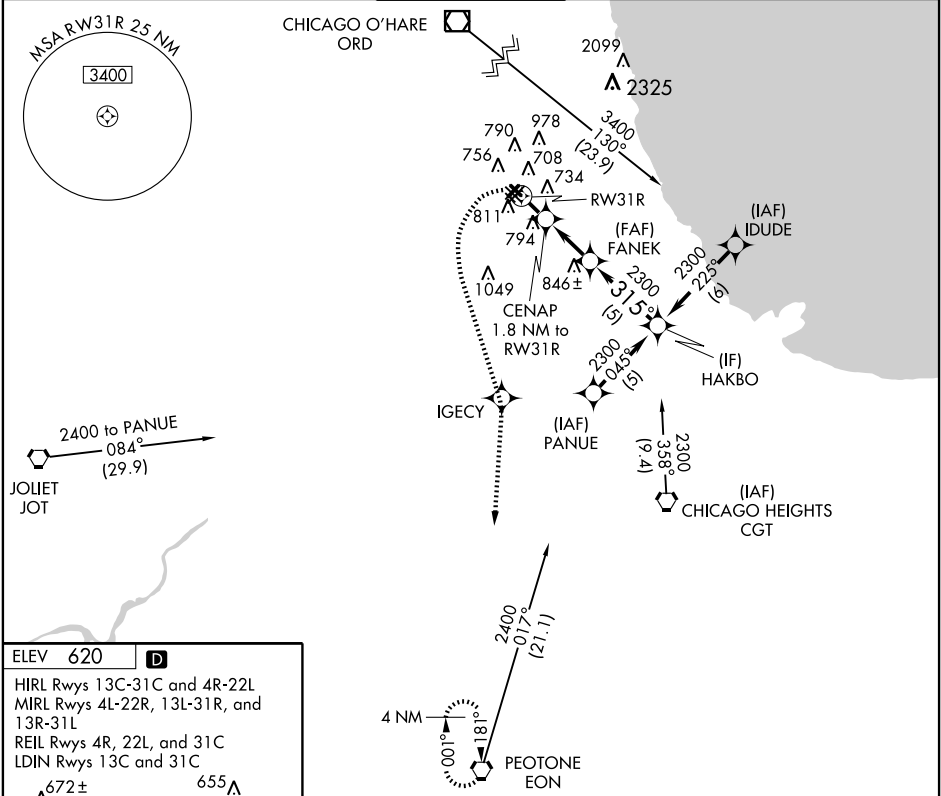 MSA RW31R 25 NM
3400
CHICAGO O'HARE
ORD
2099
2325
3400
130°
(23.9)
790
978
756
708
734
RW31R
811
794
(FAF)
FANEK
(IAF)
IDUDE
2300
225°
(6)
1049
846±
2300
315°
(5)
CENAP
1.8 NM to
RW31R
(IF)
HAKBO
2300
045°
(5)
IGECY
(IAF)
PANUE
2400 to PANUE
084°
(29.9)
JOLIET
JOT
2300
358°
(9.4)
(IAF)
CHICAGO HEIGHTS
CGT
2400
017°
(21.1)
ELEV 620 D
HIRL Rwys 13C-31C and 4R-22L
MIRL Rwys 4L-22R, 13L-31R, and
13R-31L
REIL Rwys 4R, 22L, and 31C
LDIN Rwys 13C and 31C
672±
655
4 NM
001°
181°
PEOTONE
EON